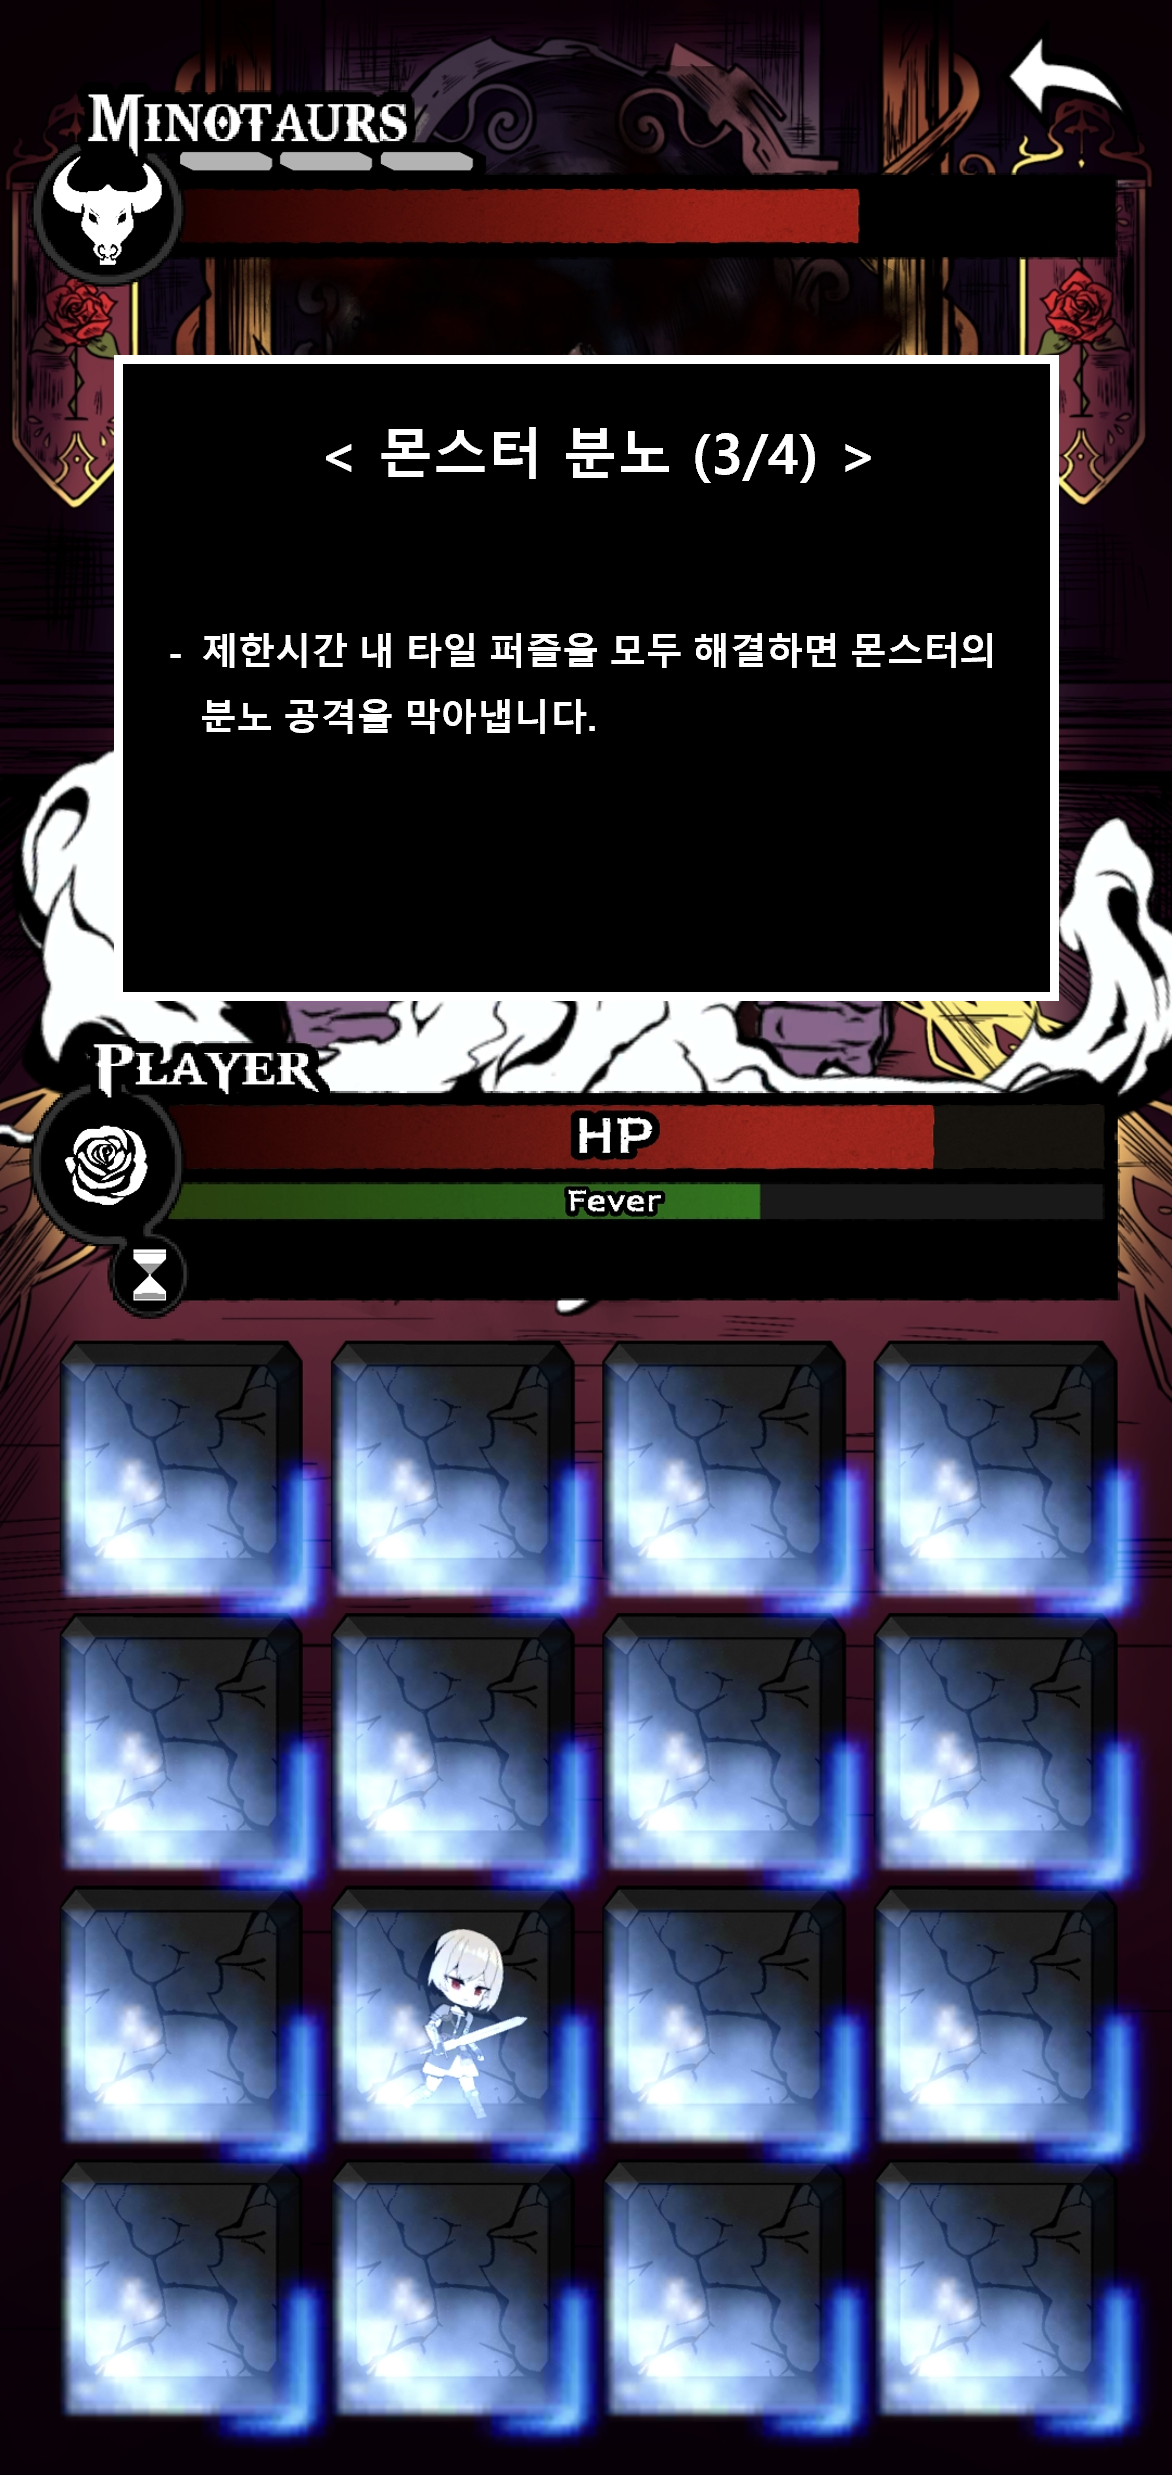 MINOTAURS
< 몬스터 분노 (3/4) >
- 제한시간 내 타일 퍼즐을 모두 해결하면 몬스터의
분노 공격을 막아냅니다.
PLAYER
HP
Fever